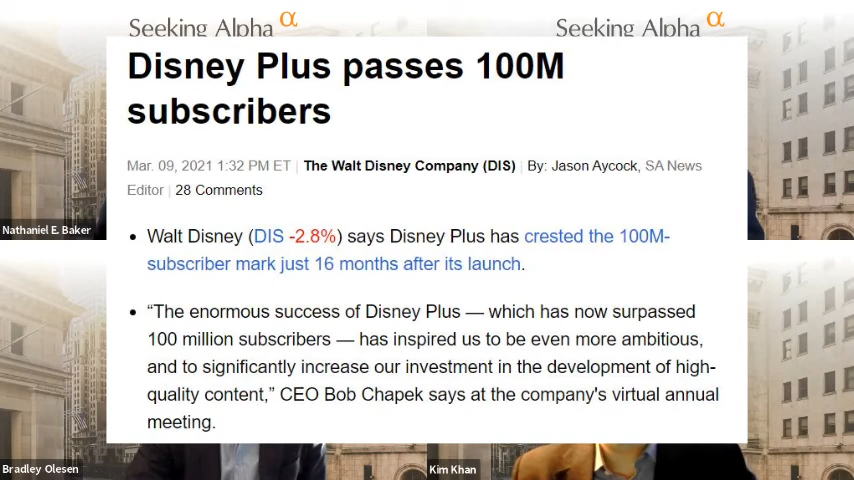 Seeking Alpha α
Seeking Alpha α
Disney Plus passes 100M
subscribers
Mar. 09, 2021 1:32 PM ET | The Walt Disney Company (DIS) | By: Jason Aycock, SA News
Editor | 28 Comments
Nathaniel E. Baker
• Walt Disney (DIS -2.8%) says Disney Plus has crested the 100M-
subscriber mark just 16 months after its launch.
• “The enormous success of Disney Plus — which has now surpassed
100 million subscribers — has inspired us to be even more ambitious,
and to significantly increase our investment in the development of high-
quality content,” CEO Bob Chapek says at the company's virtual annual
meeting.
Bradley Olesen
Kim Khan